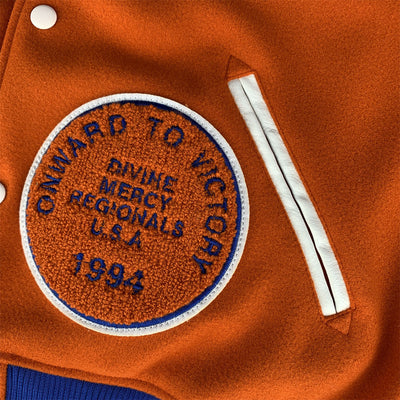 ONWARD TO VICTORY
DIVINE
MERCY
REGIONALS
U.S.A
1994